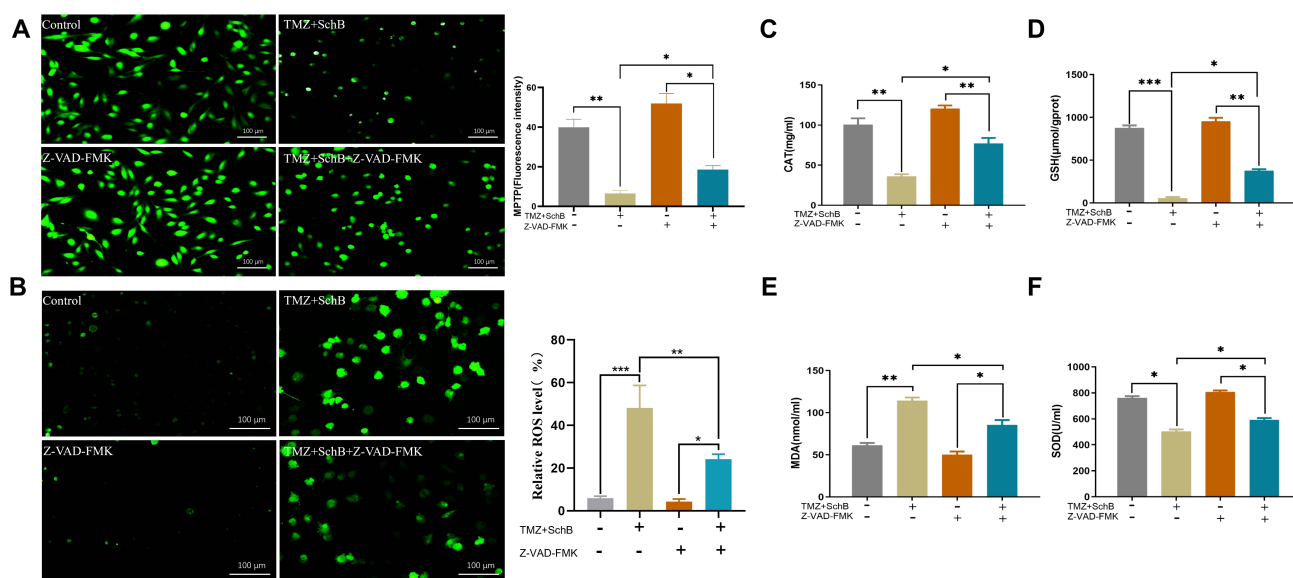 A
Control
TMZ+SchB
100 μm
100 μm
Z-VAD-FMK
TMZ+SchB+Z-VAD-FMK
100 μm
100 μm
MPTP(Fluorescence intensity)
60
40
20
0
**
*
*
TMZ+SchB - + - +
Z-VAD-FMK - - + +
C
CAT(mg/ml)
150
100
50
0
**
*
**
TMZ+SchB - + - +
Z-VAD-FMK - - + +
D
GSH(μmol/gprot)
1500
1000
500
0
***
*
**
TMZ+SchB - + - +
Z-VAD-FMK - - + +
B
Control
TMZ+SchB
100 μm
100 μm
Z-VAD-FMK
TMZ+SchB+Z-VAD-FMK
100 μm
100 μm
Relative ROS level( %)
80
60
40
20
0
***
**
*
TMZ+SchB - + - +
Z-VAD-FMK - - + +
E
MDA(nmol/ml)
150
100
50
0
**
*
*
TMZ+SchB - + - +
Z-VAD-FMK - - + +
F
SOD(U/ml)
1000
800
600
400
200
0
*
*
*
TMZ+SchB - + - +
Z-VAD-FMK - - + +